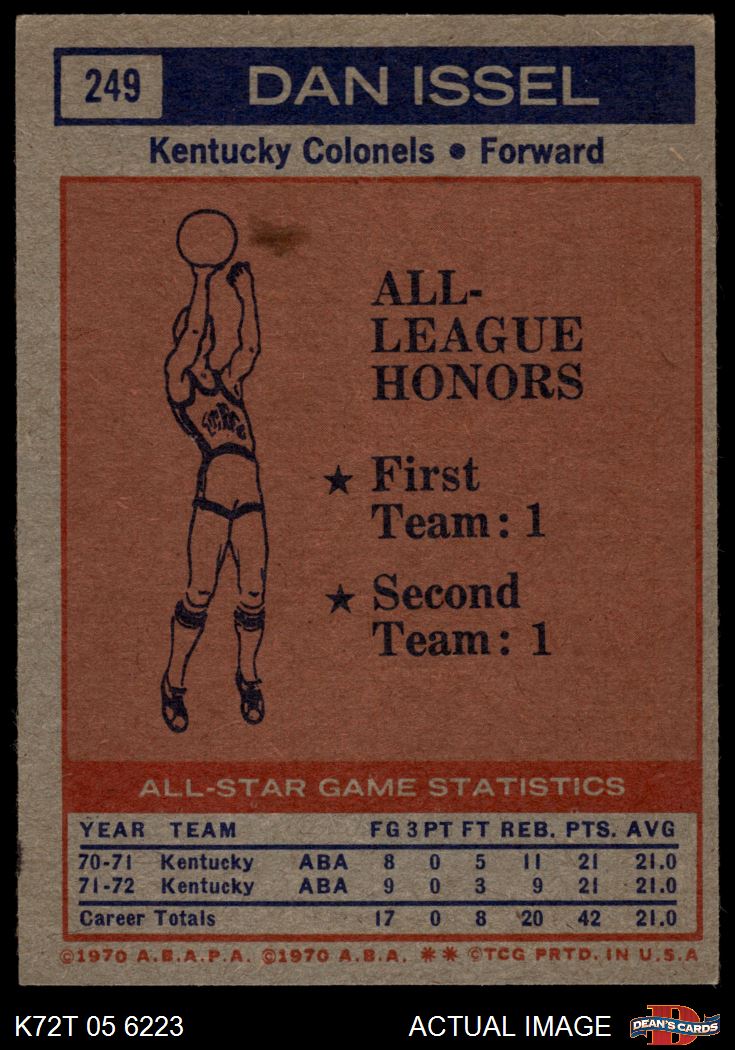 249 DAN ISSEL
Kentucky Colonels • Forward
ALL-
LEAGUE
HONORS
★ First
Team: 1
★ Second
Team: 1
ALL-STAR GAME STATISTICS
YEAR TEAM FG 3PT FT REB. PTS. AVG
70-71 Kentucky ABA 8 0 5 11 21 21.0
71-72 Kentucky ABA 9 0 3 9 21 21.0
Career Totals 17 0 8 20 42 21.0
©1970 A.B.A.P.A. ©1970 A.B.A. ** ©TCG PRTD. IN U.S.A
K72T 05 6223 ACTUAL IMAGE DEAN'S CARDS